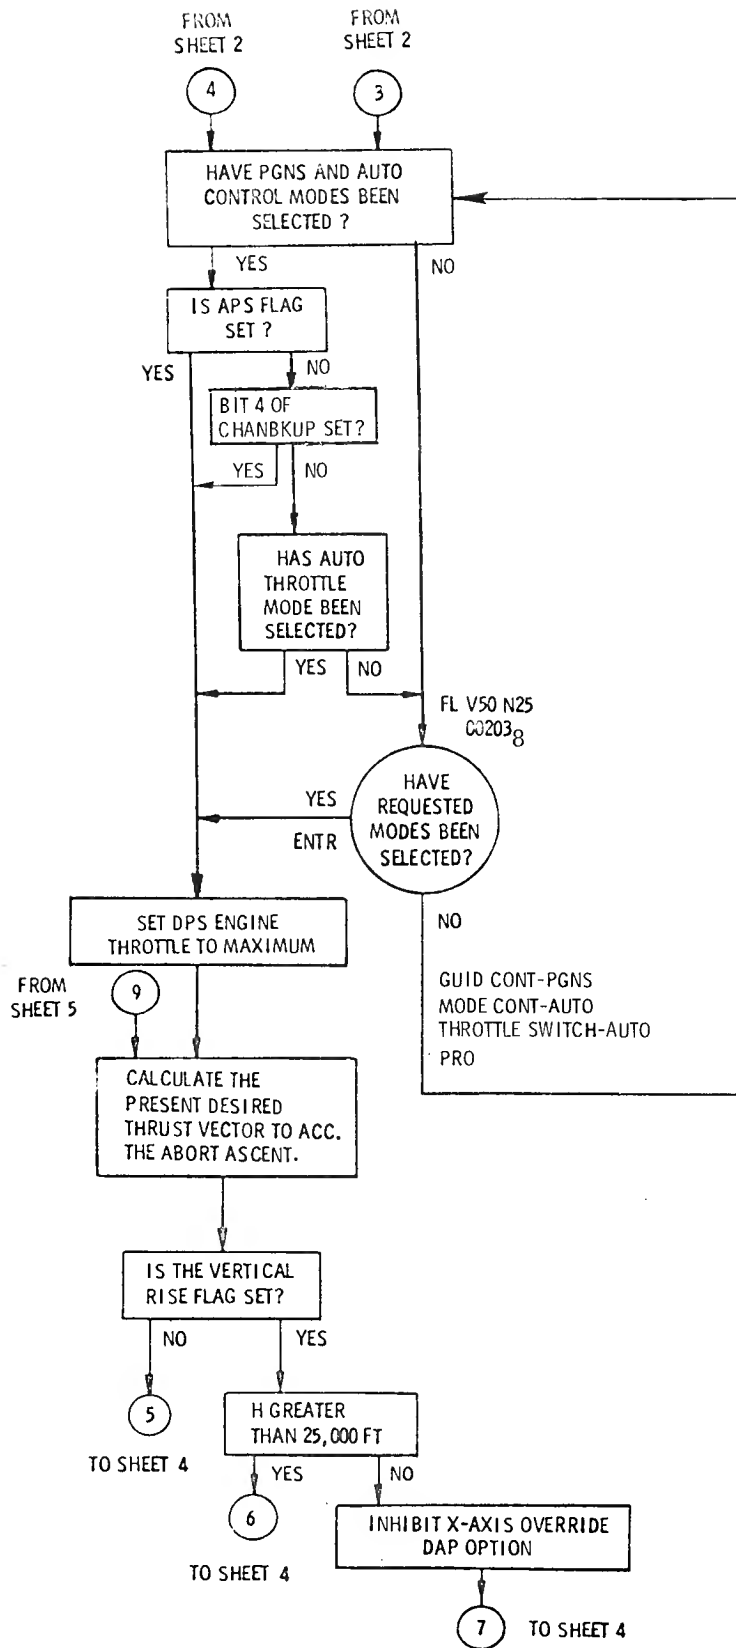 FROM
SHEET 2
FROM
SHEET 2
4
3
HAVE PGNS AND AUTO
CONTROL MODES BEEN
SELECTED ?
YES
NO
IS APS FLAG
SET ?
YES
NO
BIT 4 OF
CHANBKUP SET?
YES
NO
HAS AUTO
THROTTLE
MODE BEEN
SELECTED?
YES
NO
FL V50 N25
00203 8
HAVE
REQUESTED
MODES BEEN
SELECTED?
YES
ENTR
NO
SET DPS ENGINE
THROTTLE TO MAXIMUM
GUID CONT-PGNS
MODE CONT-AUTO
THROTTLE SWITCH-AUTO
PRO
FROM
SHEET 5
9
CALCULATE THE
PRESENT DESIRED
THRUST VECTOR TO ACC.
THE ABORT ASCENT.
IS THE VERTICAL
RISE FLAG SET?
NO
YES
5
TO SHEET 4
H GREATER
THAN 25,000 FT
YES
NO
6
TO SHEET 4
INHIBIT X-AXIS OVERRIDE
DAP OPTION
7
TO SHEET 4